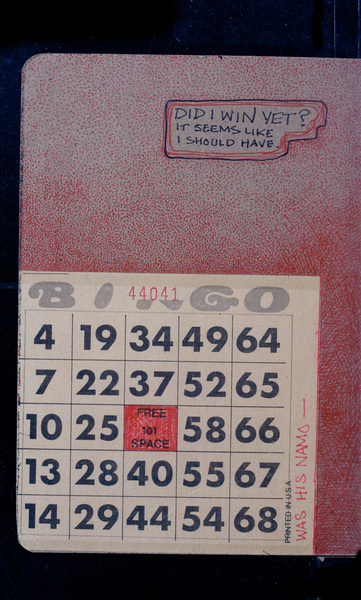 DID I WIN YET?
IT SEEMS LIKE
I SHOULD HAVE.
BINGO
44041
4 19 34 49 64
7 22 37 52 65
10 25 FREE 101 SPACE 58 66
13 28 40 55 67
14 29 44 54 68
PRINTED IN U.S.A
WAS HIS NAMO —